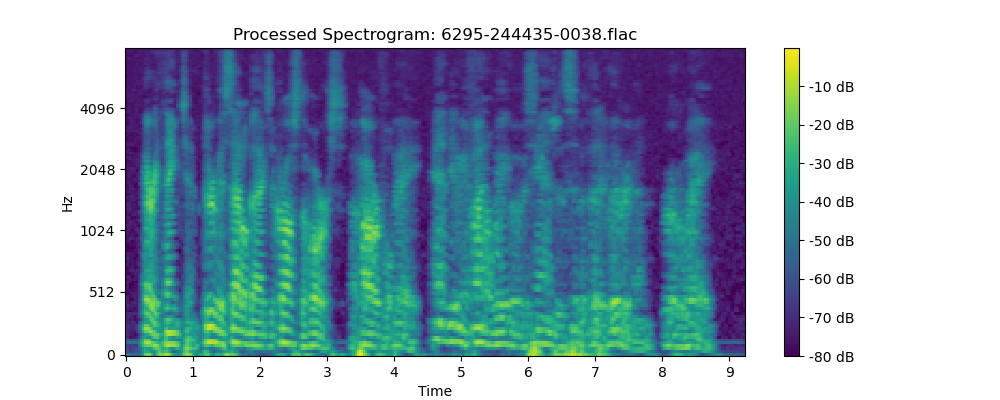 Processed Spectrogram: 6295-244435-0038.flac
Hz
4096
2048
1024
512
0
0 1 2 3 4 5 6 7 8 9
Time
-10 dB
-20 dB
-30 dB
-40 dB
-50 dB
-60 dB
-70 dB
-80 dB